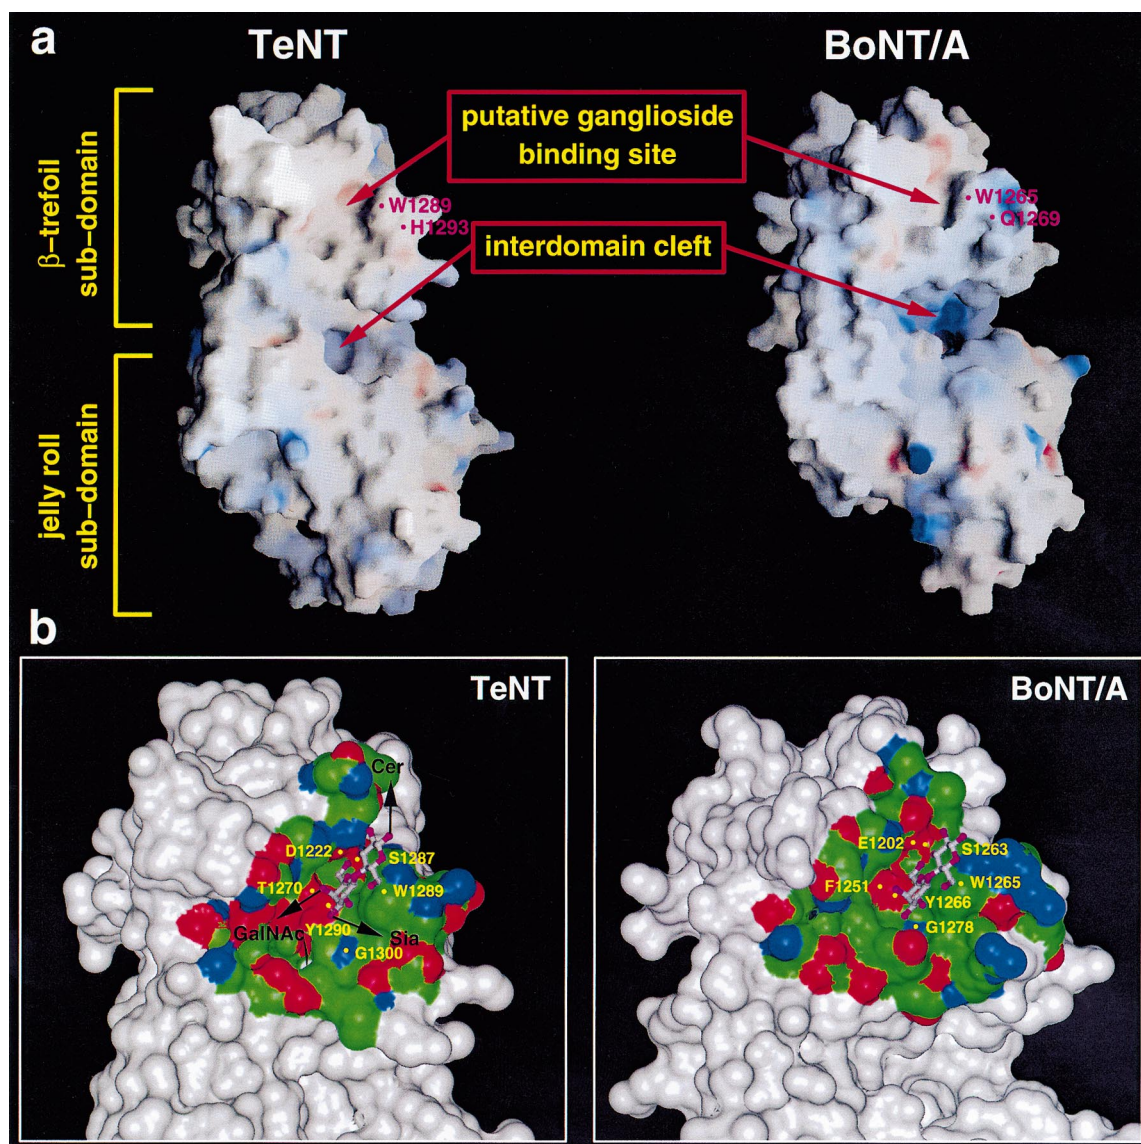 a
TeNT
BoNT/A
putative ganglioside
binding site
W1289
H1293
W1265
Q1269
interdomain cleft
β−trefoil
sub−domain
jelly roll
sub−domain
b
TeNT
Cer
D1222
S1287
T1270
W1289
Y1290
GalNAc
Sia
G1300
BoNT/A
E1202
S1263
F1251
W1265
Y1266
G1278